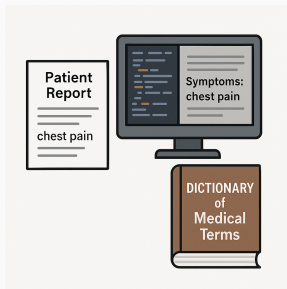 Patient
Report
chest pain
Symptoms:
chest pain
DICTIONARY
of
Medical
Terms